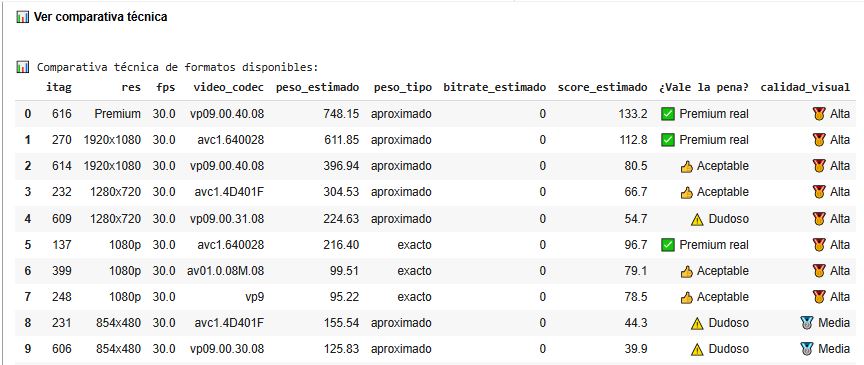 📊 Ver comparativa técnica
📊 Comparativa técnica de formatos disponibles:
itag res fps video_codec peso_estimado peso_tipo bitrate_estimado score_estimado ¿Vale la pena? calidad_visual
0 616 Premium 30.0 vp09.00.40.08 748.15 aproximado 0 133.2 ✅ Premium real 🏅 Alta
1 270 1920x1080 30.0 avc1.640028 611.85 aproximado 0 112.8 ✅ Premium real 🏅 Alta
2 614 1920x1080 30.0 vp09.00.40.08 396.94 aproximado 0 80.5 👍 Aceptable 🏅 Alta
3 232 1280x720 30.0 avc1.4D401F 304.53 aproximado 0 66.7 👍 Aceptable 🏅 Alta
4 609 1280x720 30.0 vp09.00.31.08 224.63 aproximado 0 54.7 ⚠️ Dudoso 🏅 Alta
5 137 1080p 30.0 avc1.640028 216.40 exacto 0 96.7 ✅ Premium real 🏅 Alta
6 399 1080p 30.0 av01.0.08M.08 99.51 exacto 0 79.1 👍 Aceptable 🏅 Alta
7 248 1080p 30.0 vp9 95.22 exacto 0 78.5 👍 Aceptable 🏅 Alta
8 231 854x480 30.0 avc1.4D401F 155.54 aproximado 0 44.3 ⚠️ Dudoso 🥈 Media
9 606 854x480 30.0 vp09.00.30.08 125.83 aproximado 0 39.9 ⚠️ Dudoso 🥈 Media